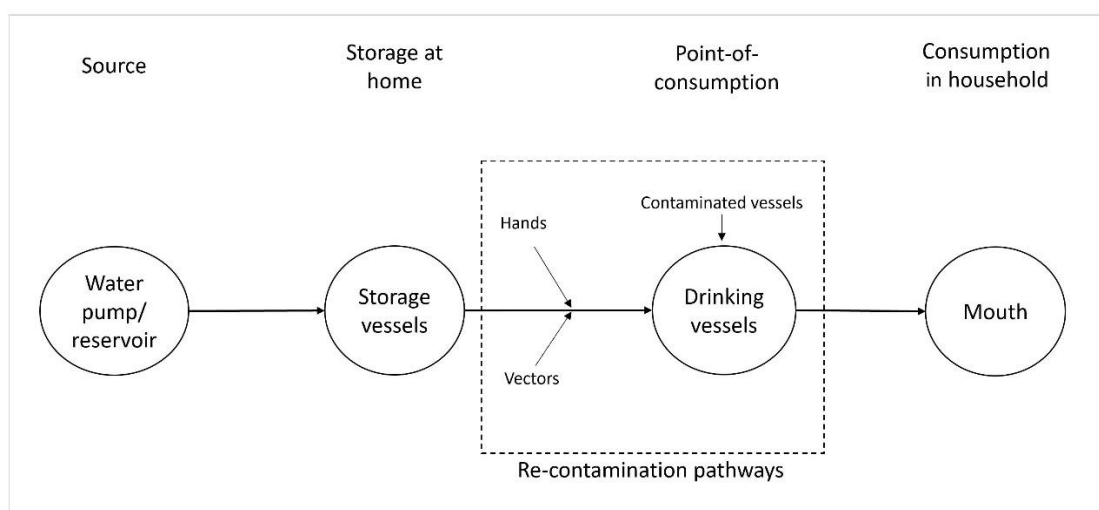 Source
Storage at
home
Point-of-
consumption
Consumption
in household
Contaminated vessels
Hands
Water
pump/
reservoir
Storage
vessels
Drinking
vessels
Mouth
Vectors
Re-contamination pathways